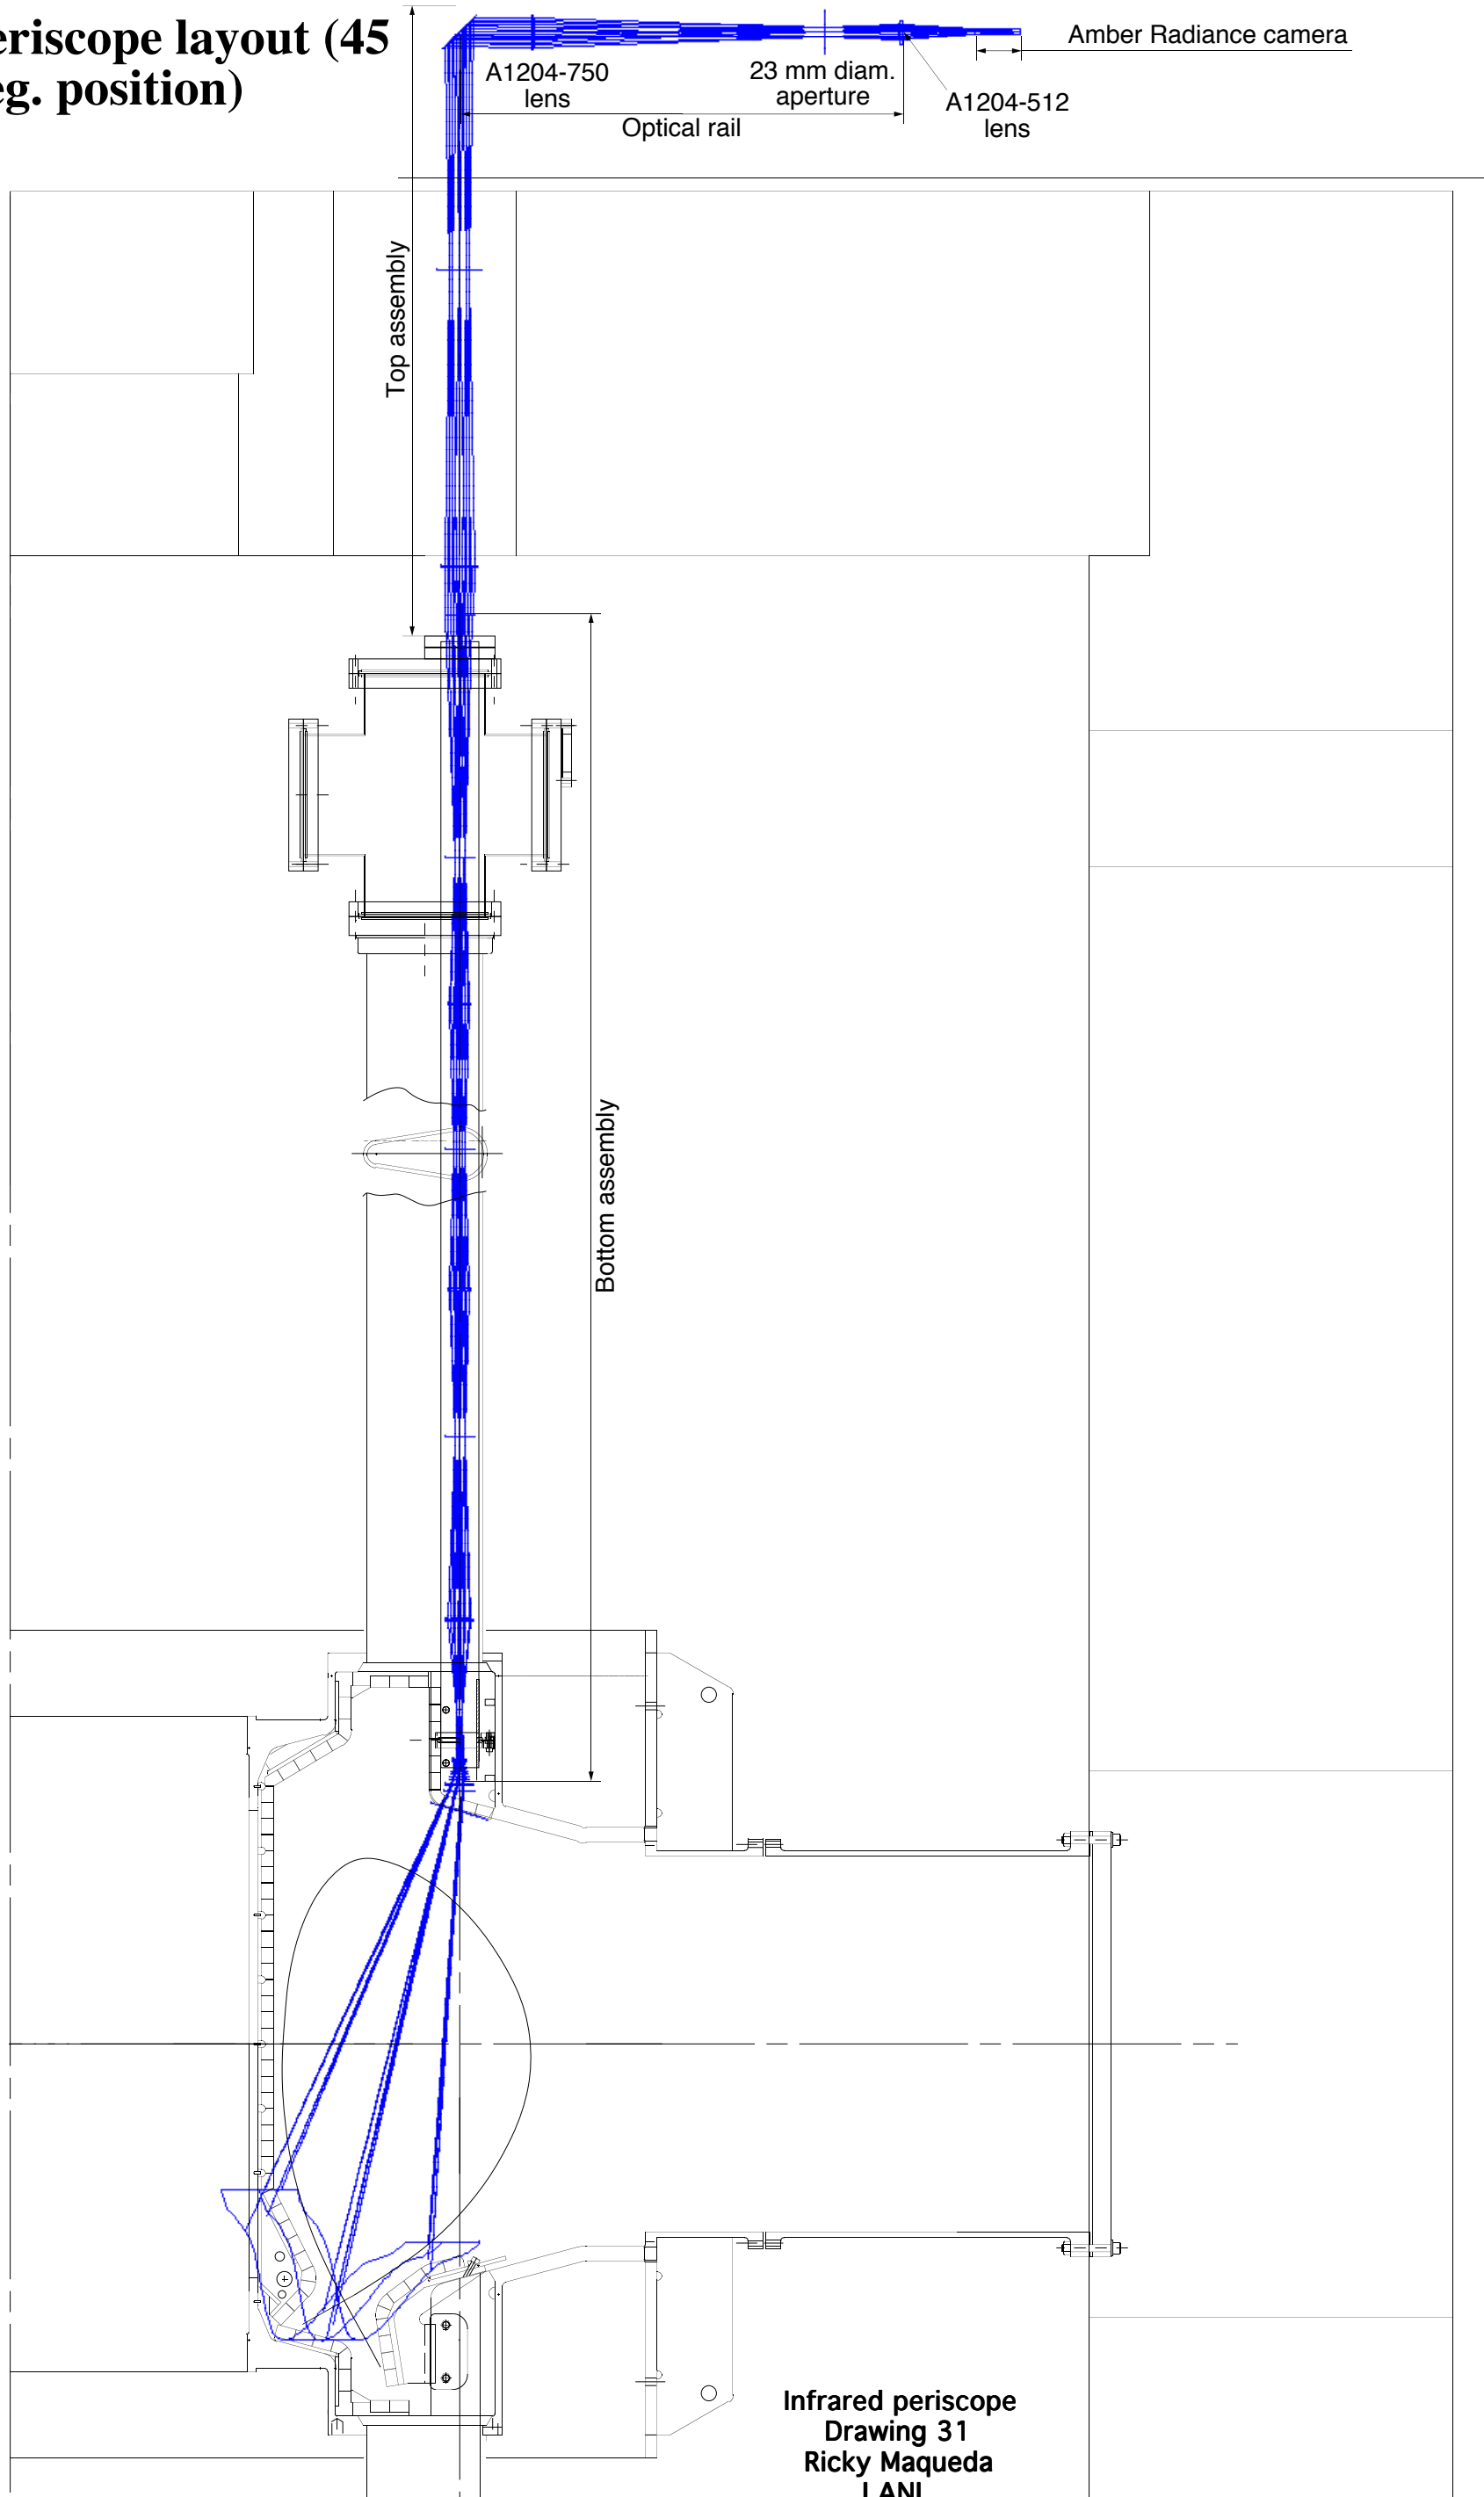 eriscope layout (45
eg. position)
Amber Radiance camera
A1204-750
lens
23 mm diam.
aperture
A1204-512
lens
Optical rail
Top assembly
Bottom assembly
Infrared periscope
Drawing 31
Ricky Maqueda
LANL